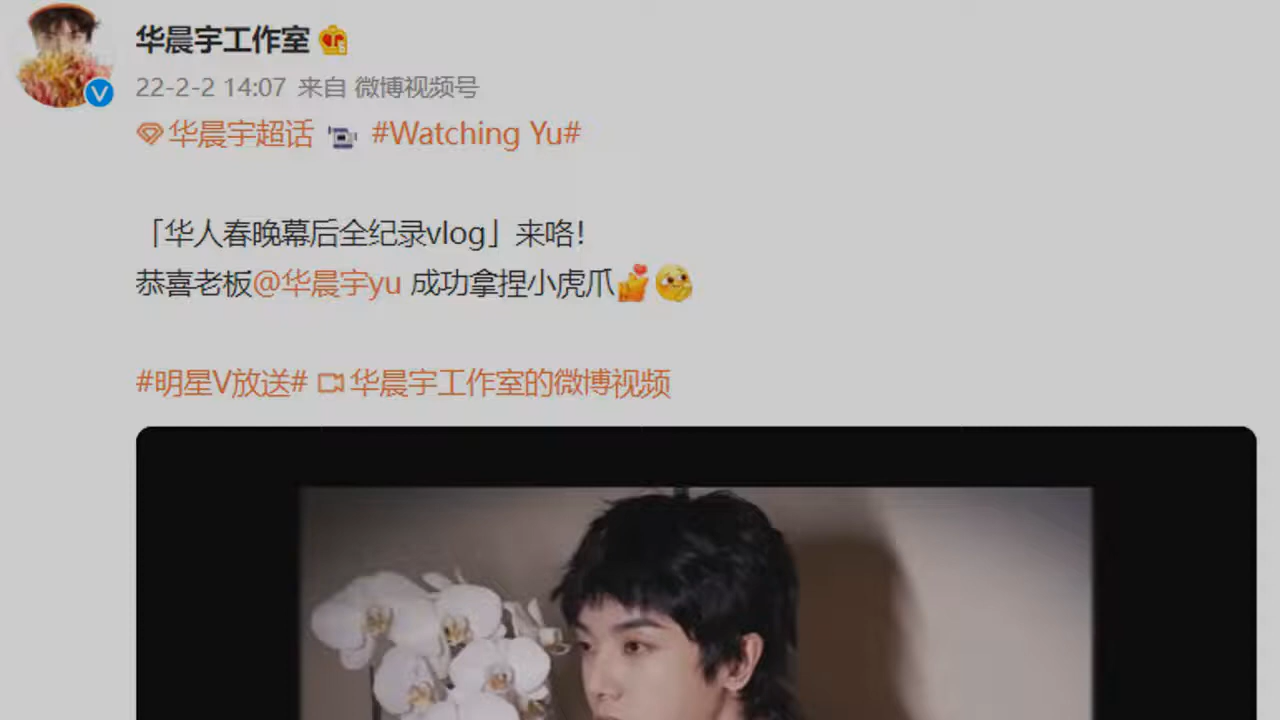 华晨宇工作室
22-2-2 14:07 来自 微博视频号
华晨宇超话 #Watching Yu#
「华人春晚幕后全纪录vlog」来咯！
恭喜老板@华晨宇yu 成功拿捏小虎爪
#明星V放送# 华晨宇工作室的微博视频